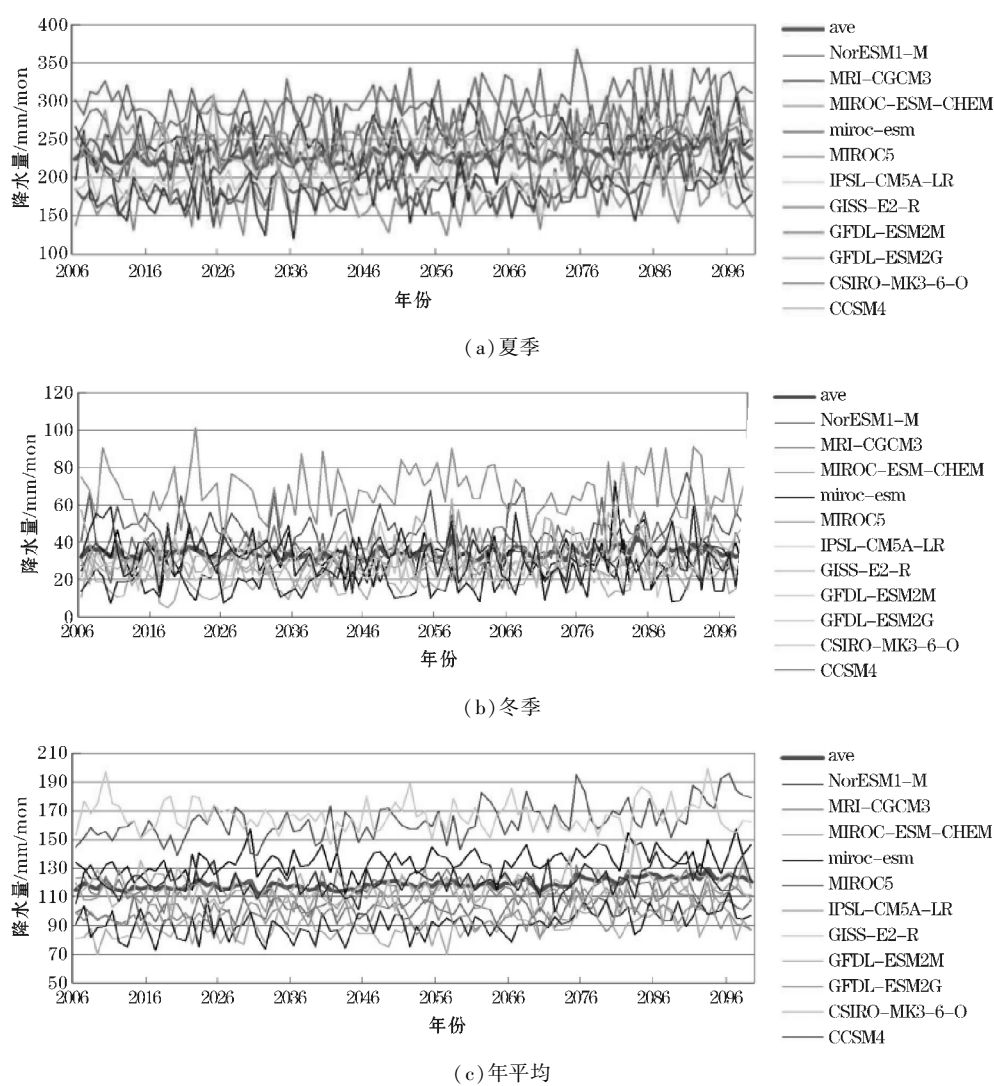 降水量/mm/mon
400
350
300
250
200
150
100
2006 2016 2026 2036 2046 2056 2066 2076 2086 2096
年份
ave
NorESM1-M
MRI-CGCM3
MIROC-ESM-CHEM
miroc-esm
MIROC5
IPSL-CM5A-LR
GISS-E2-R
GFDL-ESM2M
GFDL-ESM2G
CSIRO-MK3-6-O
CCSM4
(a)夏季
降水量/mm/mon
120
100
80
60
40
20
0
2006 2016 2026 2036 2046 2056 2066 2076 2086 2096
年份
ave
NorESM1-M
MRI-CGCM3
MIROC-ESM-CHEM
miroc-esm
MIROC5
IPSL-CM5A-LR
GISS-E2-R
GFDL-ESM2M
GFDL-ESM2G
CSIRO-MK3-6-O
CCSM4
(b)冬季
降水量/mm/mon
210
190
170
150
130
110
90
70
50
2006 2016 2026 2036 2046 2056 2066 2076 2086 2096
年份
ave
NorESM1-M
MRI-CGCM3
MIROC-ESM-CHEM
miroc-esm
MIROC5
IPSL-CM5A-LR
GISS-E2-R
GFDL-ESM2M
GFDL-ESM2G
CSIRO-MK3-6-O
CCSM4
(c)年平均